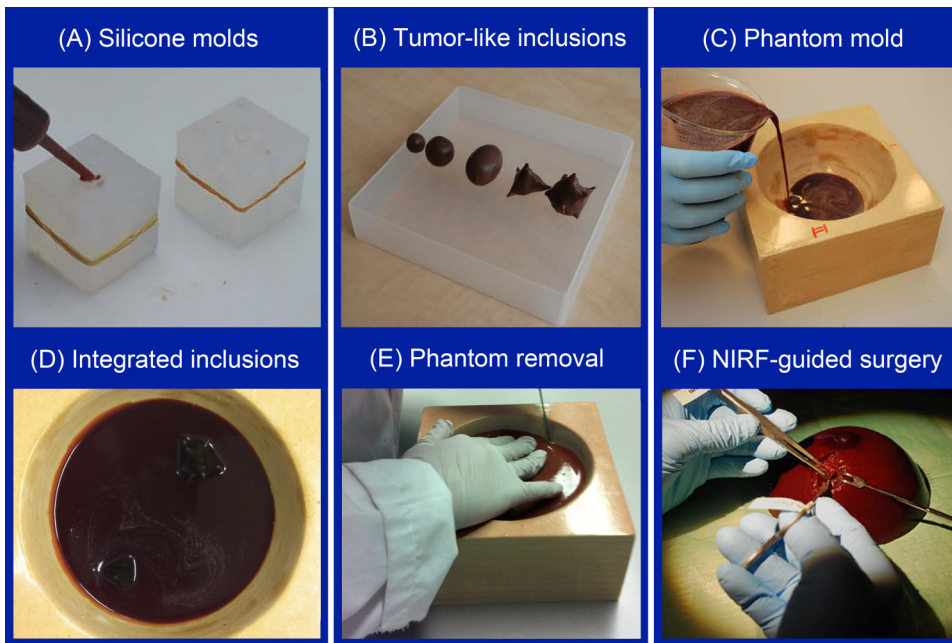 (A) Silicone molds
(B) Tumor-like inclusions
(C) Phantom mold
(D) Integrated inclusions
(E) Phantom removal
(F) NIRF-guided surgery